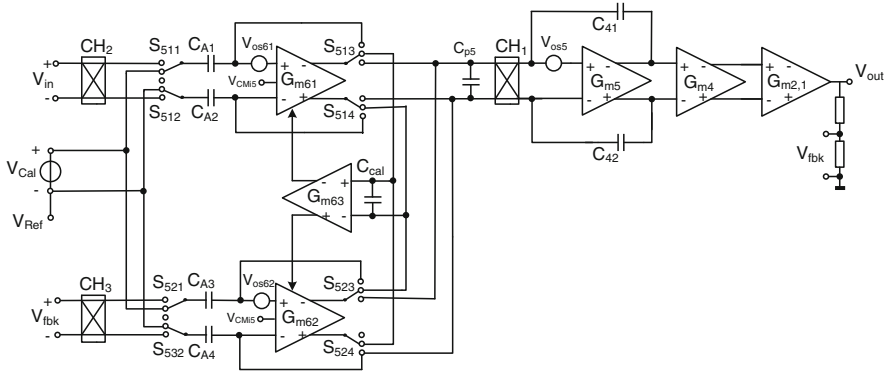 CH2
S511
CA1
Vos61
S513
Cp5
CH1
Vos5
C41
+
Vin
-
S512
CA2
VCMi5
+ -
Gm61
- +
S514
+ -
Gm5
- +
C42
+ -
Gm4
- +
+
Gm2,1
-
Vout
Vfbk
+
VCal
-
VRef
Ccal
- +
Gm63
+ -
CH3
S521
CA3
Vos62
S523
+
Vfbk
-
S532
CA4
VCMi5
+ -
Gm62
- +
S524